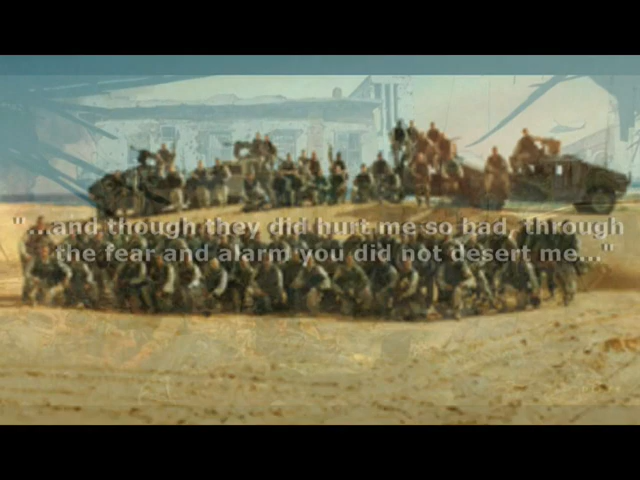 "...and though they did hurt me so bad, through
the fear and alarm you did not desert me..."